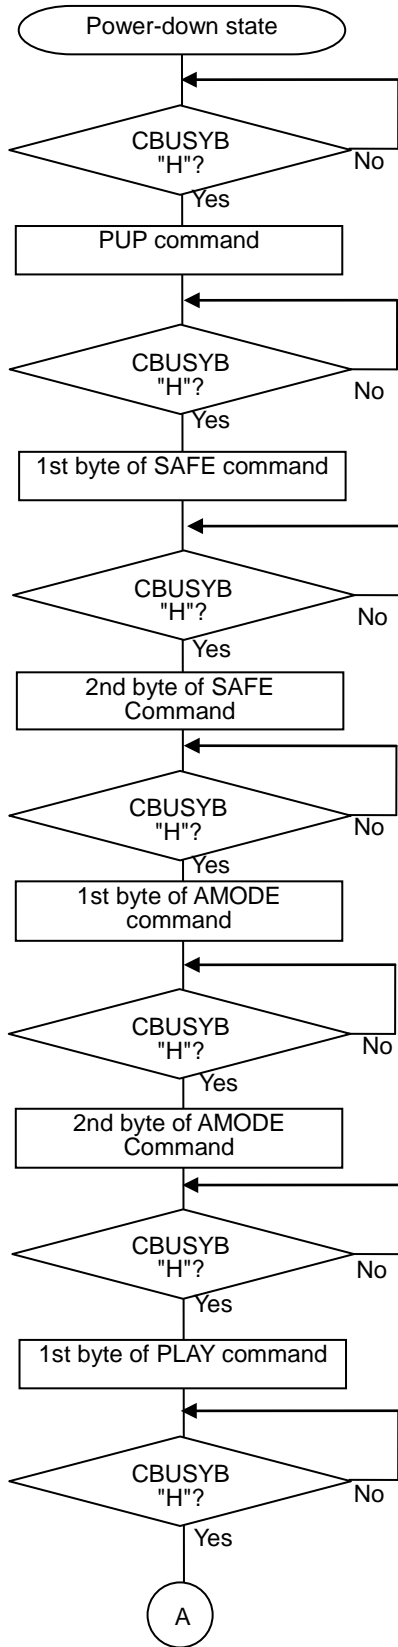 Power-down state
CBUSYB
"H"?
No
Yes
PUP command
CBUSYB
"H"?
No
Yes
1st byte of SAFE command
CBUSYB
"H"?
No
Yes
2nd byte of SAFE
Command
CBUSYB
"H"?
No
Yes
1st byte of AMODE
command
CBUSYB
"H"?
No
Yes
2nd byte of AMODE
Command
CBUSYB
"H"?
No
Yes
1st byte of PLAY command
CBUSYB
"H"?
No
Yes
A